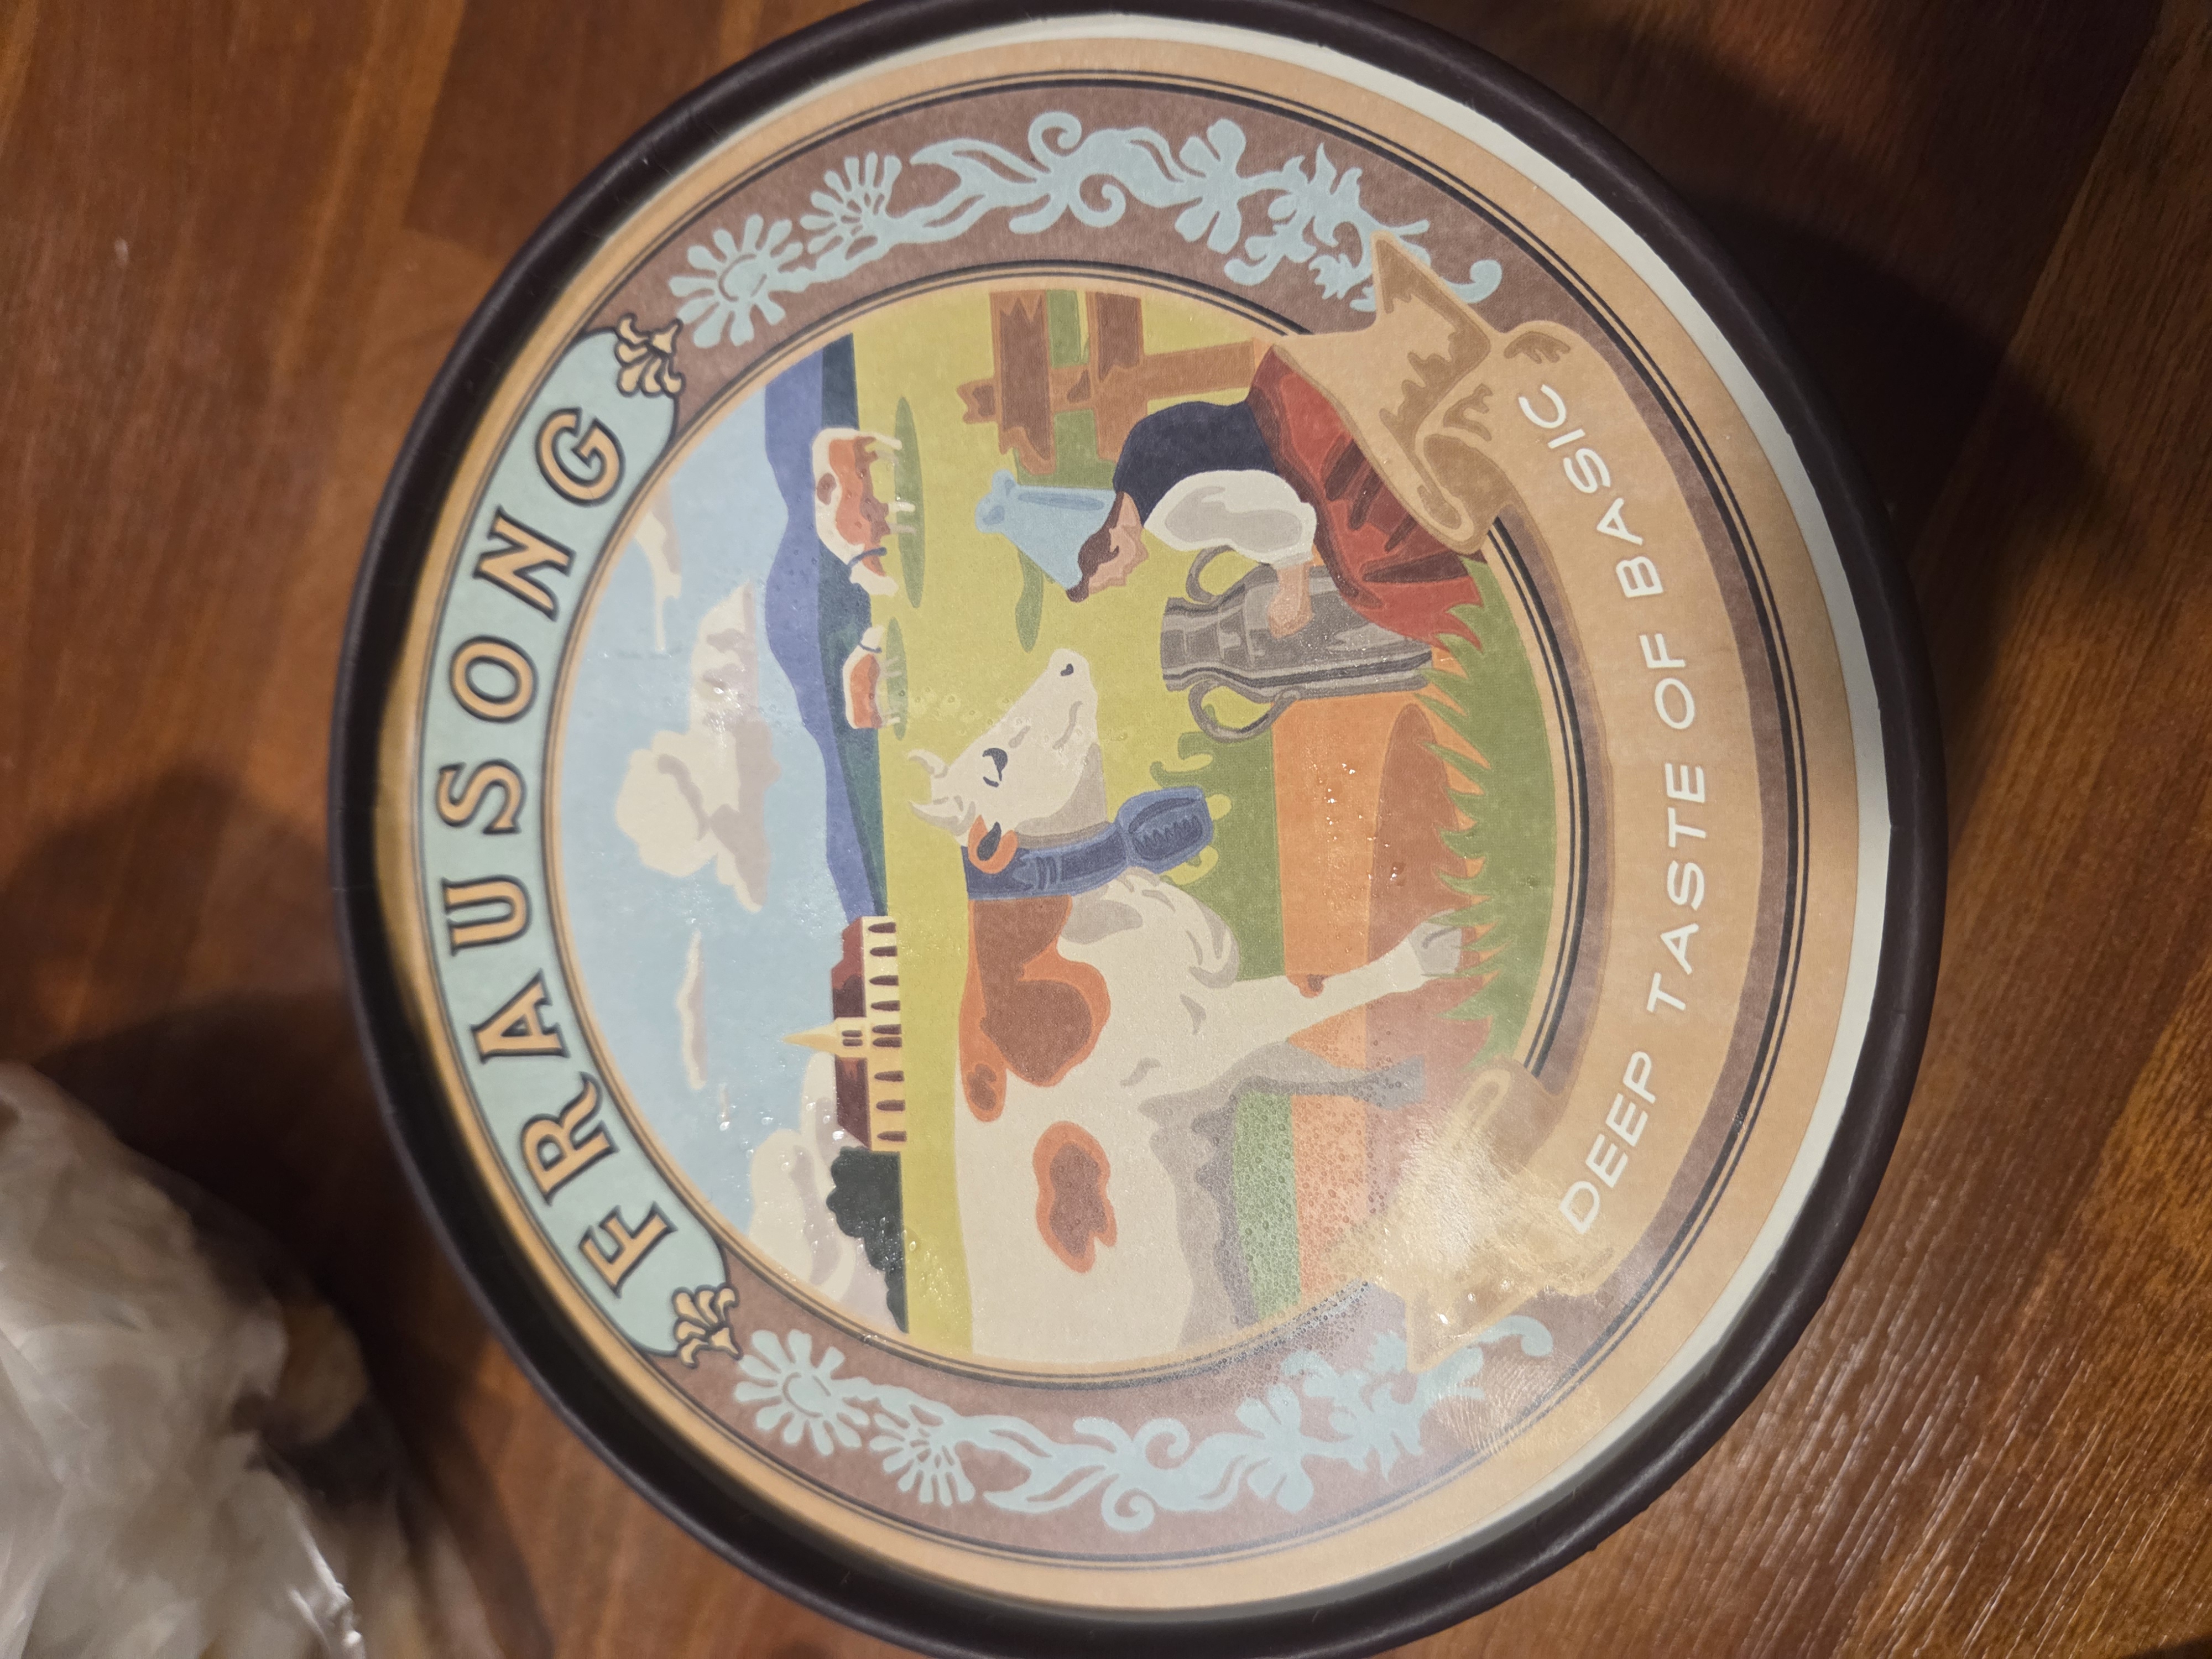 FRAUSONG
DEEP TASTE OF BASIC